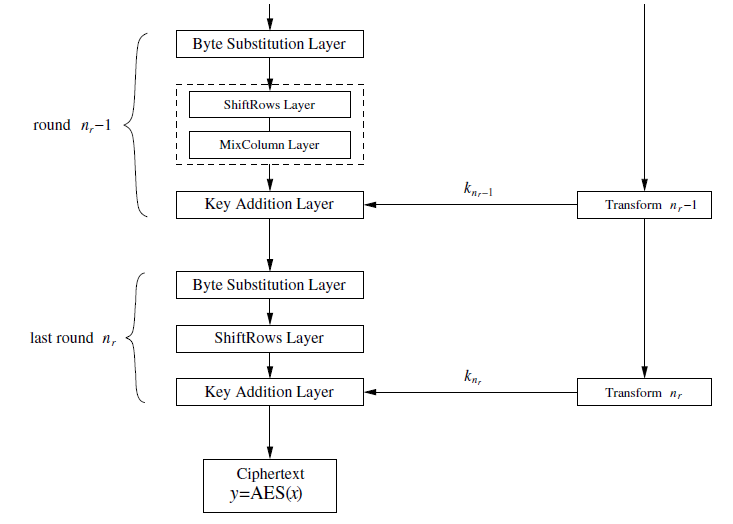 Byte Substitution Layer
ShiftRows Layer
round n_r−1
MixColumn Layer
k_{n_r−1}
Key Addition Layer
Transform n_r−1
Byte Substitution Layer
last round n_r
ShiftRows Layer
k_{n_r}
Key Addition Layer
Transform n_r
Ciphertext
y=AES(x)